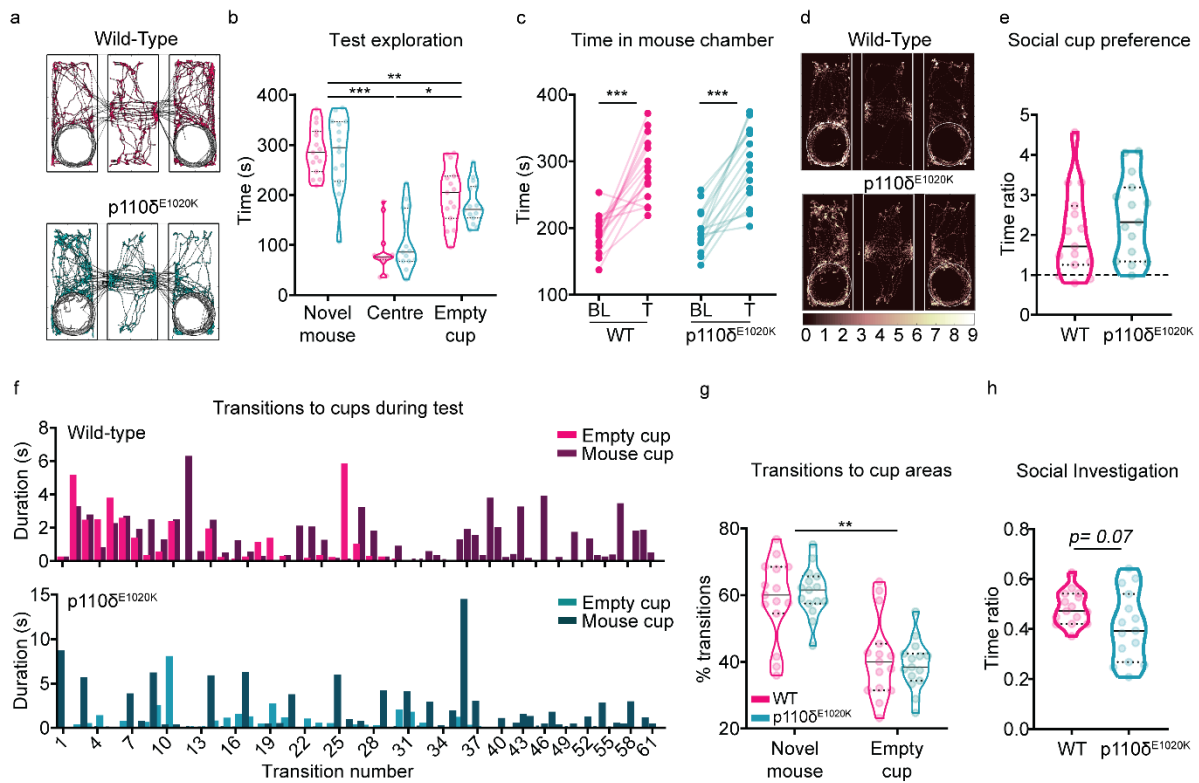 a
Wild-Type
p110δE1020K
b
Test exploration
**
***
*
Time (s)
400
300
200
100
0
Novel mouse
Centre
Empty cup
c
Time in mouse chamber
***
***
Time (s)
400
300
200
100
BL
T
BL
T
WT
p110δE1020K
d
Wild-Type
p110δE1020K
0 1 2 3 4 5 6 7 8 9
e
Social cup preference
Time ratio
5
4
3
2
1
0
WT
p110δE1020K
f
Transitions to cups during test
Wild-type
Empty cup
Mouse cup
Duration (s)
8
6
4
2
0
p110δE1020K
Empty cup
Mouse cup
Duration (s)
15
10
5
0
1 4 7 10 13 16 19 22 25 28 31 34 37 40 43 46 49 52 55 58 61
Transition number
g
Transitions to cup areas
**
% transitions
80
60
40
20
WT
p110δE1020K
Novel mouse
Empty cup
h
Social Investigation
p= 0.07
Time ratio
0.8
0.6
0.4
0.2
0.0
WT
p110δE1020K